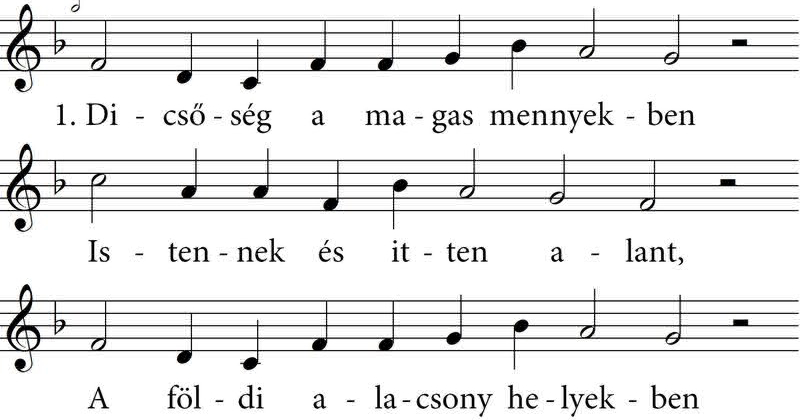 1. Di - cső - ség a ma - gas mennyek - ben
Is - ten - nek és it - ten a - lant,
A föl - di a - la - csony he - lyek - ben